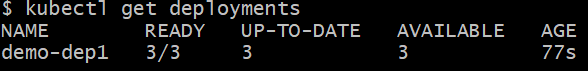 $ kubectl get deployments
NAME READY UP-TO-DATE AVAILABLE AGE
demo-dep1 3/3 3 3 77s